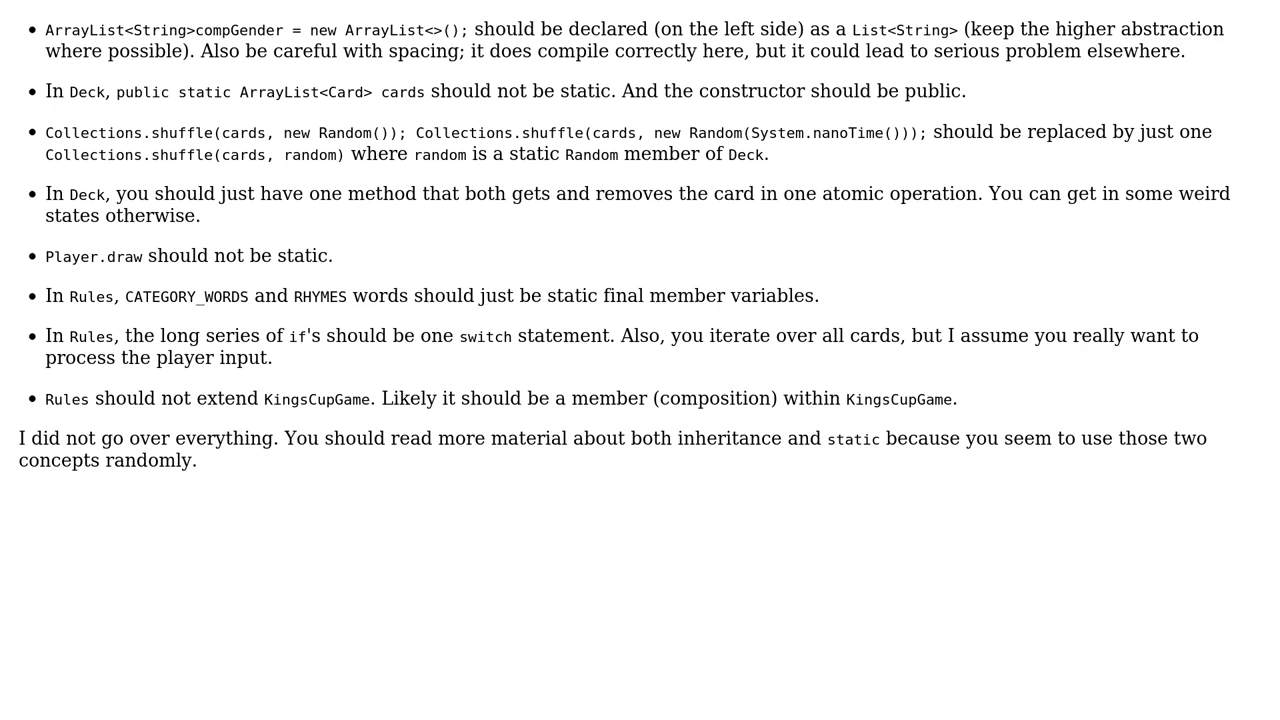 ArrayList<String>compGender = new ArrayList<>(); should be declared (on the left side) as a List<String> (keep the higher abstraction
where possible). Also be careful with spacing; it does compile correctly here, but it could lead to serious problem elsewhere.
In Deck, public static ArrayList<Card> cards should not be static. And the constructor should be public.
Collections.shuffle(cards, new Random()); Collections.shuffle(cards, new Random(System.nanoTime())); should be replaced by just one
Collections.shuffle(cards, random) where random is a static Random member of Deck.
In Deck, you should just have one method that both gets and removes the card in one atomic operation. You can get in some weird
states otherwise.
Player.draw should not be static.
In Rules, CATEGORY_WORDS and RHYMES words should just be static final member variables.
In Rules, the long series of if's should be one switch statement. Also, you iterate over all cards, but I assume you really want to
process the player input.
Rules should not extend KingsCupGame. Likely it should be a member (composition) within KingsCupGame.
I did not go over everything. You should read more material about both inheritance and static because you seem to use those two
concepts randomly.